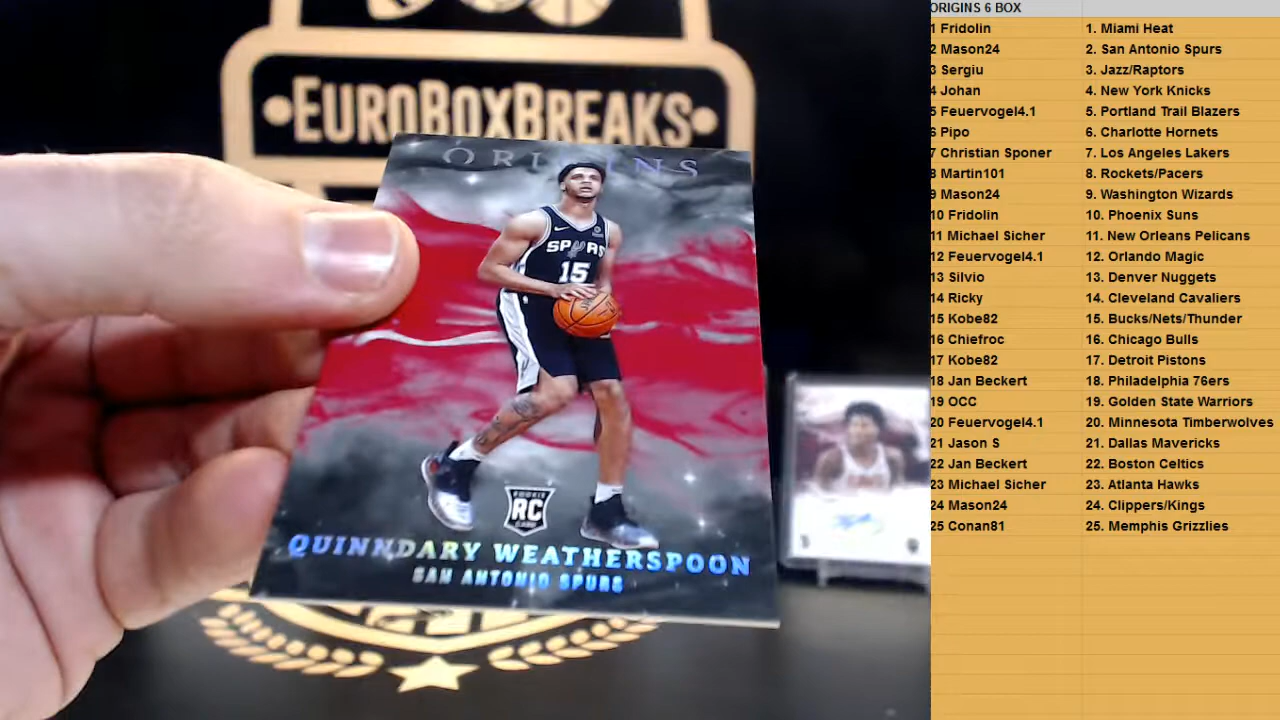 EUROBOXBREAKS
ORIGINS
SPURS
15
ROOKIE
RC
CARD
QUINNDARY WEATHERSPOON
SAN ANTONIO SPURS
ORIGINS 6 BOX
1 Fridolin 1. Miami Heat
2 Mason24 2. San Antonio Spurs
3 Sergiu 3. Jazz/Raptors
4 Johan 4. New York Knicks
5 Feuervogel4.1 5. Portland Trail Blazers
6 Pipo 6. Charlotte Hornets
7 Christian Sponer 7. Los Angeles Lakers
8 Martin101 8. Rockets/Pacers
9 Mason24 9. Washington Wizards
10 Fridolin 10. Phoenix Suns
11 Michael Sicher 11. New Orleans Pelicans
12 Feuervogel4.1 12. Orlando Magic
13 Silvio 13. Denver Nuggets
14 Ricky 14. Cleveland Cavaliers
15 Kobe82 15. Bucks/Nets/Thunder
16 Chiefroc 16. Chicago Bulls
17 Kobe82 17. Detroit Pistons
18 Jan Beckert 18. Philadelphia 76ers
19 OCC 19. Golden State Warriors
20 Feuervogel4.1 20. Minnesota Timberwolves
21 Jason S 21. Dallas Mavericks
22 Jan Beckert 22. Boston Celtics
23 Michael Sicher 23. Atlanta Hawks
24 Mason24 24. Clippers/Kings
25 Conan81 25. Memphis Grizzlies